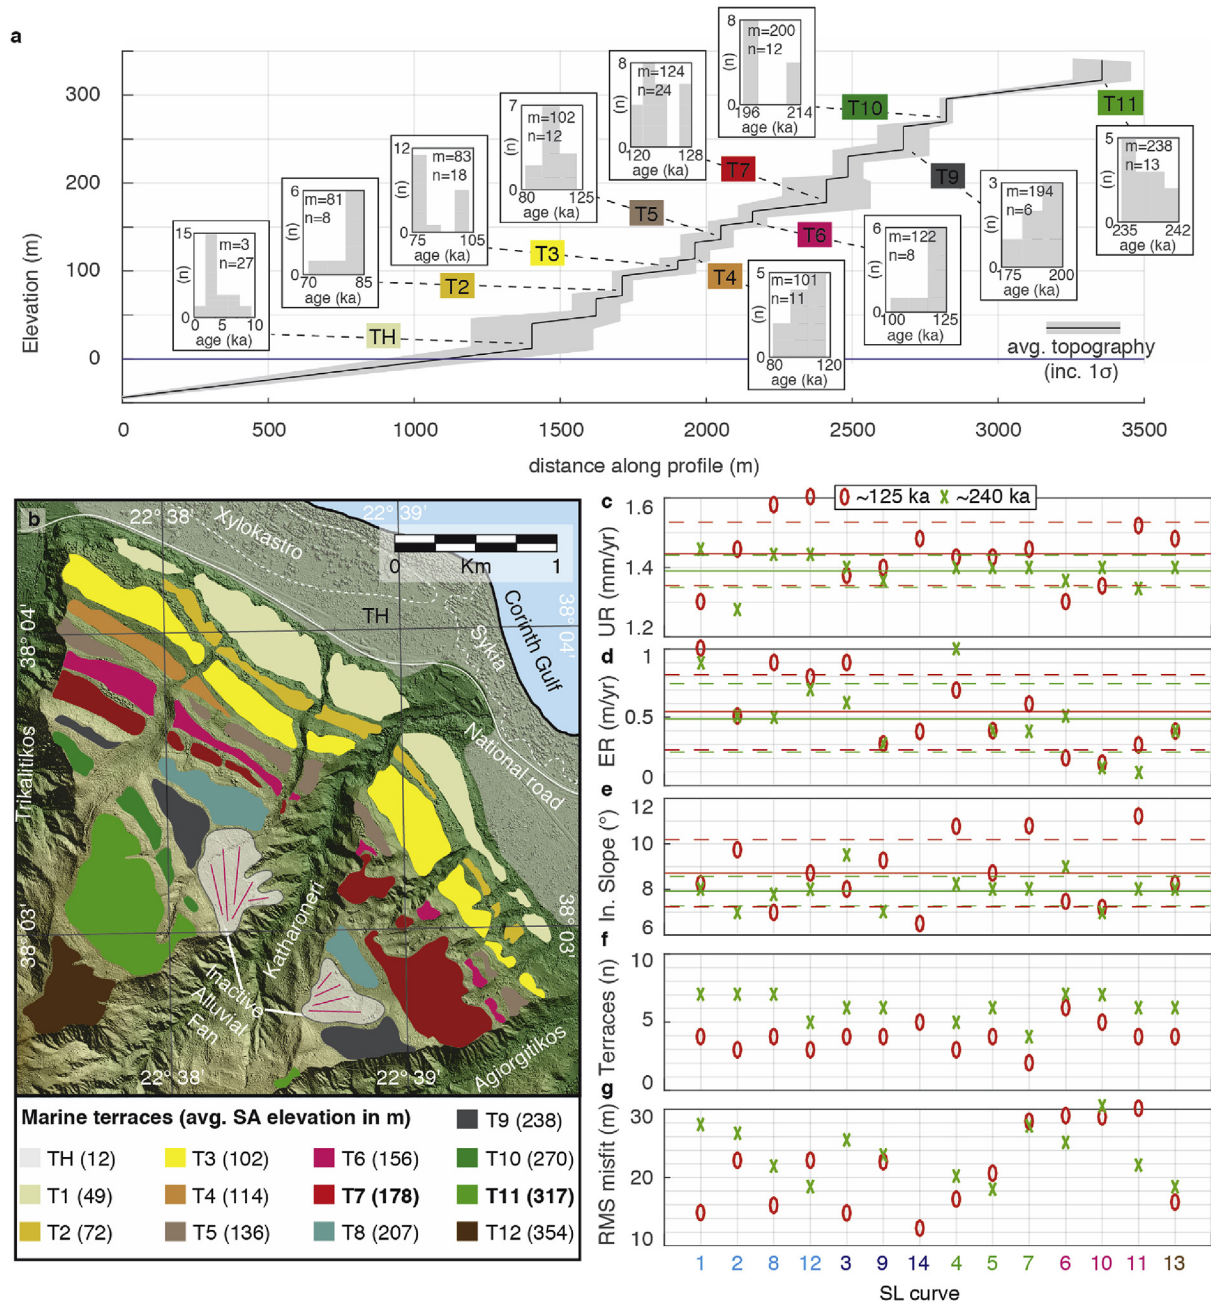 a
Elevation (m)
300
200
100
0
0
500
1000
1500
2000
2500
3000
3500
distance along profile (m)
TH
T2
T3
T4
T5
T6
T7
T9
T10
T11
15
(n)
0
m=3
n=27
0
5
10
age (ka)
6
(n)
0
m=81
n=8
70
85
age (ka)
12
(n)
0
m=83
n=18
75
105
age (ka)
7
(n)
0
m=102
n=12
80
125
age (ka)
8
(n)
0
m=124
n=24
120
128
age (ka)
8
(n)
0
m=200
n=12
196
214
age (ka)
5
(n)
0
m=101
n=11
80
120
age (ka)
6
(n)
0
m=122
n=8
100
125
age (ka)
3
(n)
0
m=194
n=6
175
200
age (ka)
5
(n)
0
m=238
n=13
235
242
age (ka)
avg. topography
(inc. 1σ)
b
22° 38'
22° 39'
Xylokastro
0 Km 1
TH
Sykia
Corinth Gulf
38° 04'
38° 04'
National road
Trikalitikos
38° 03'
38° 03'
Katharoneri
Inactive
Alluvial
Fan
Agiorgitikos
22° 38'
22° 39'
Marine terraces (avg. SA elevation in m)
TH (12)
T1 (49)
T2 (72)
T3 (102)
T4 (114)
T5 (136)
T6 (156)
T7 (178)
T8 (207)
T9 (238)
T10 (270)
T11 (317)
T12 (354)
c
~125 ka
~240 ka
UR (mm/yr)
1.6
1.4
1.2
d
ER (m/yr)
1
0.5
0
e
In. Slope (°)
12
10
8
6
f
Terraces (n)
10
5
0
g
RMS misfit (m)
30
20
10
1 2 8 12 3 9 14 4 5 7 6 10 11 13
SL curve